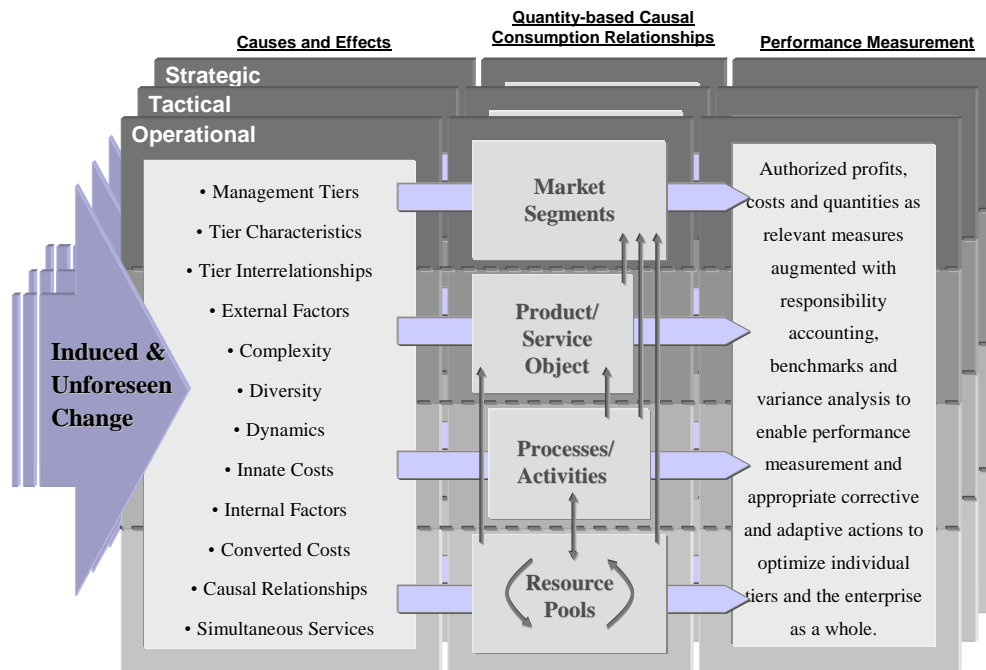 Causes and Effects
Quantity-based Causal
Consumption Relationships
Performance Measurement
Strategic
Tactical
Operational
Induced &
Unforeseen
Change
• Management Tiers
• Tier Characteristics
• Tier Interrelationships
• External Factors
• Complexity
• Diversity
• Dynamics
• Innate Costs
• Internal Factors
• Converted Costs
• Causal Relationships
• Simultaneous Services
Market
Segments
Product/
Service
Object
Processes/
Activities
Resource
Pools
Authorized profits,
costs and quantities as
relevant measures
augmented with
responsibility
accounting,
benchmarks and
variance analysis to
enable performance
measurement and
appropriate corrective
and adaptive actions to
optimize individual
tiers and the enterprise
as a whole.